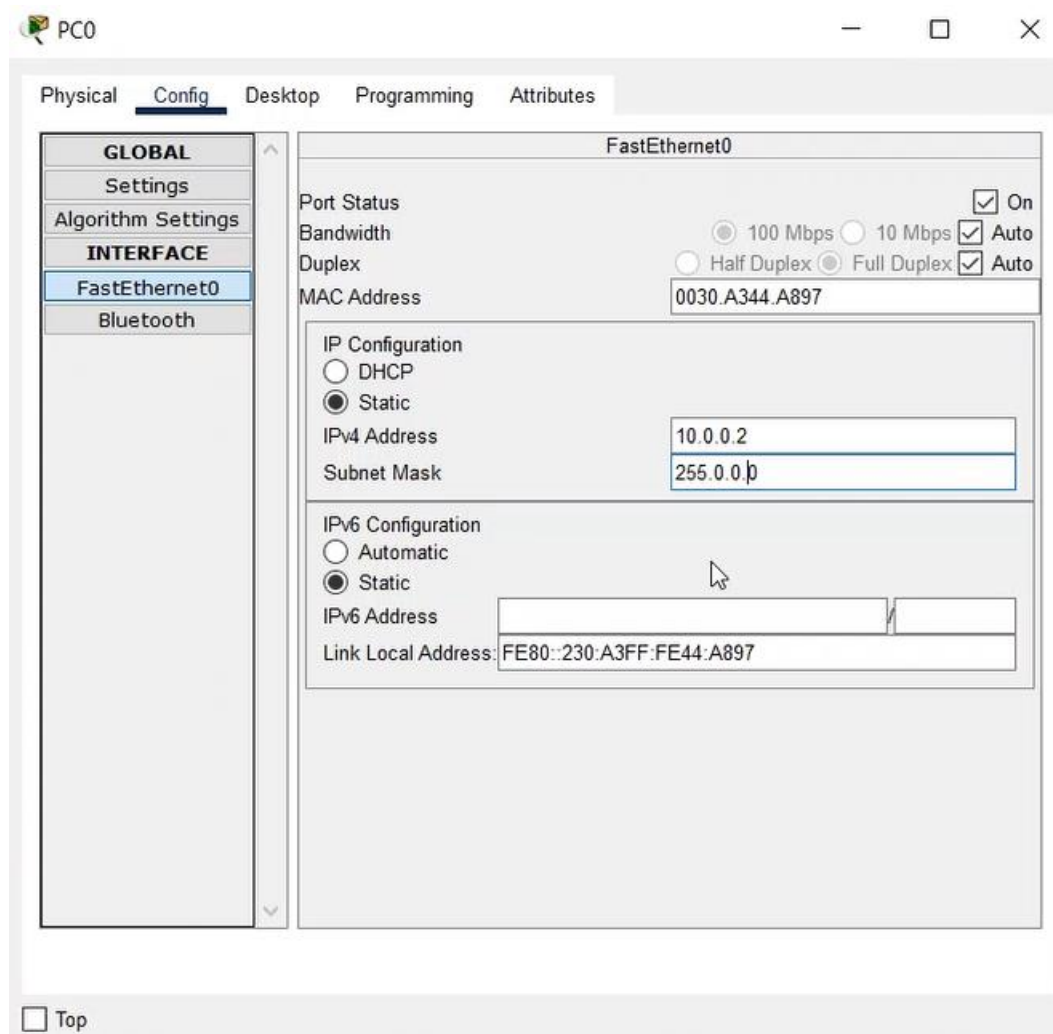 PC0
Physical Config Desktop Programming Attributes
GLOBAL
Settings
Algorithm Settings
INTERFACE
FastEthernet0
Bluetooth
FastEthernet0
Port Status On
Bandwidth 100 Mbps 10 Mbps Auto
Duplex Half Duplex Full Duplex Auto
MAC Address 0030.A344.A897
IP Configuration
DHCP
Static
IPv4 Address 10.0.0.2
Subnet Mask 255.0.0.0
IPv6 Configuration
Automatic
Static
IPv6 Address /
Link Local Address: FE80::230:A3FF:FE44:A897
Top